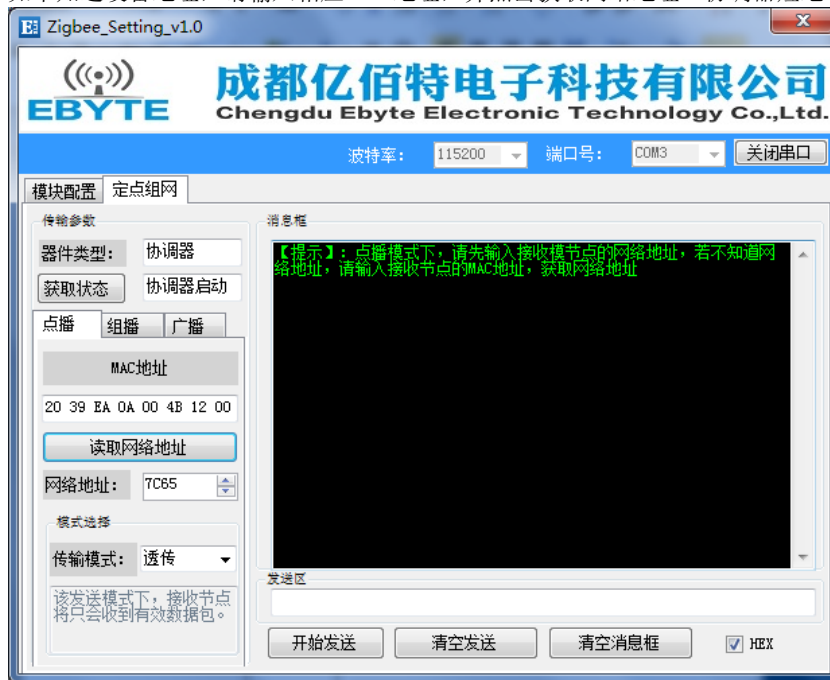 Zigbee_Setting_v1.0
EBYTE
成都亿佰特电子科技有限公司
Chengdu Ebyte Electronic Technology Co.,Ltd.
波特率: 115200 端口号: COM3 关闭串口
模块配置 定点组网
传输参数
器件类型: 协调器
获取状态 协调器启动
点播 组播 广播
MAC地址
20 39 EA 0A 00 4B 12 00
读取网络地址
网络地址: 7C65
模式选择
传输模式: 透传
该发送模式下,接收节点
将只会收到有效数据包。
消息框
【提示】:点播模式下,请先输入接收模节点的网络地址,若不知道网
络地址,请输入接收节点的MAC地址,获取网络地址
发送区
开始发送 清空发送 清空消息框 HEX